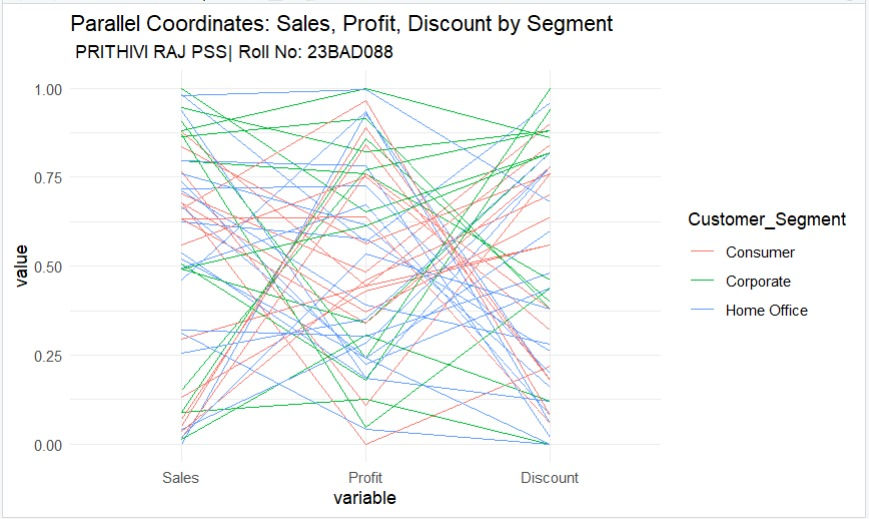 Parallel Coordinates: Sales, Profit, Discount by Segment
PRITHIVI RAJ PSS| Roll No: 23BAD088
1.00
0.75
0.50
0.25
0.00
value
Sales
Profit
Discount
variable
Customer_Segment
Consumer
Corporate
Home Office